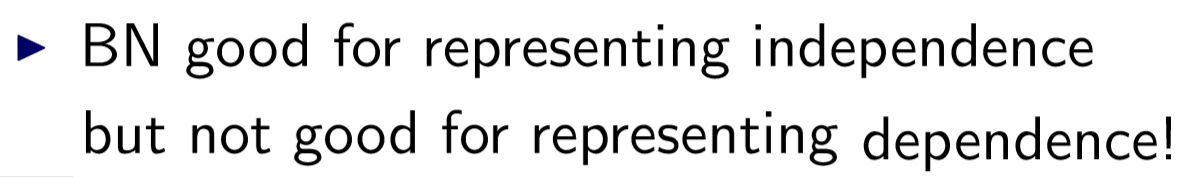 ▶ BN good for representing independence
but not good for representing dependence!